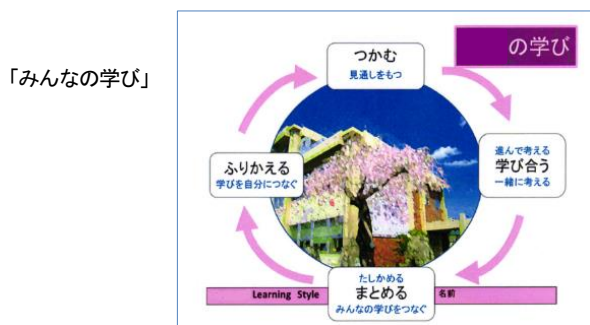 「みんなの学び」
の学び
つかむ
見通しをもつ
進んで考える
学び合う
一緒に考える
ふりかえる
学びを自分につなぐ
たしかめる
まとめる
みんなの学びをつなぐ
Learning Style
名前